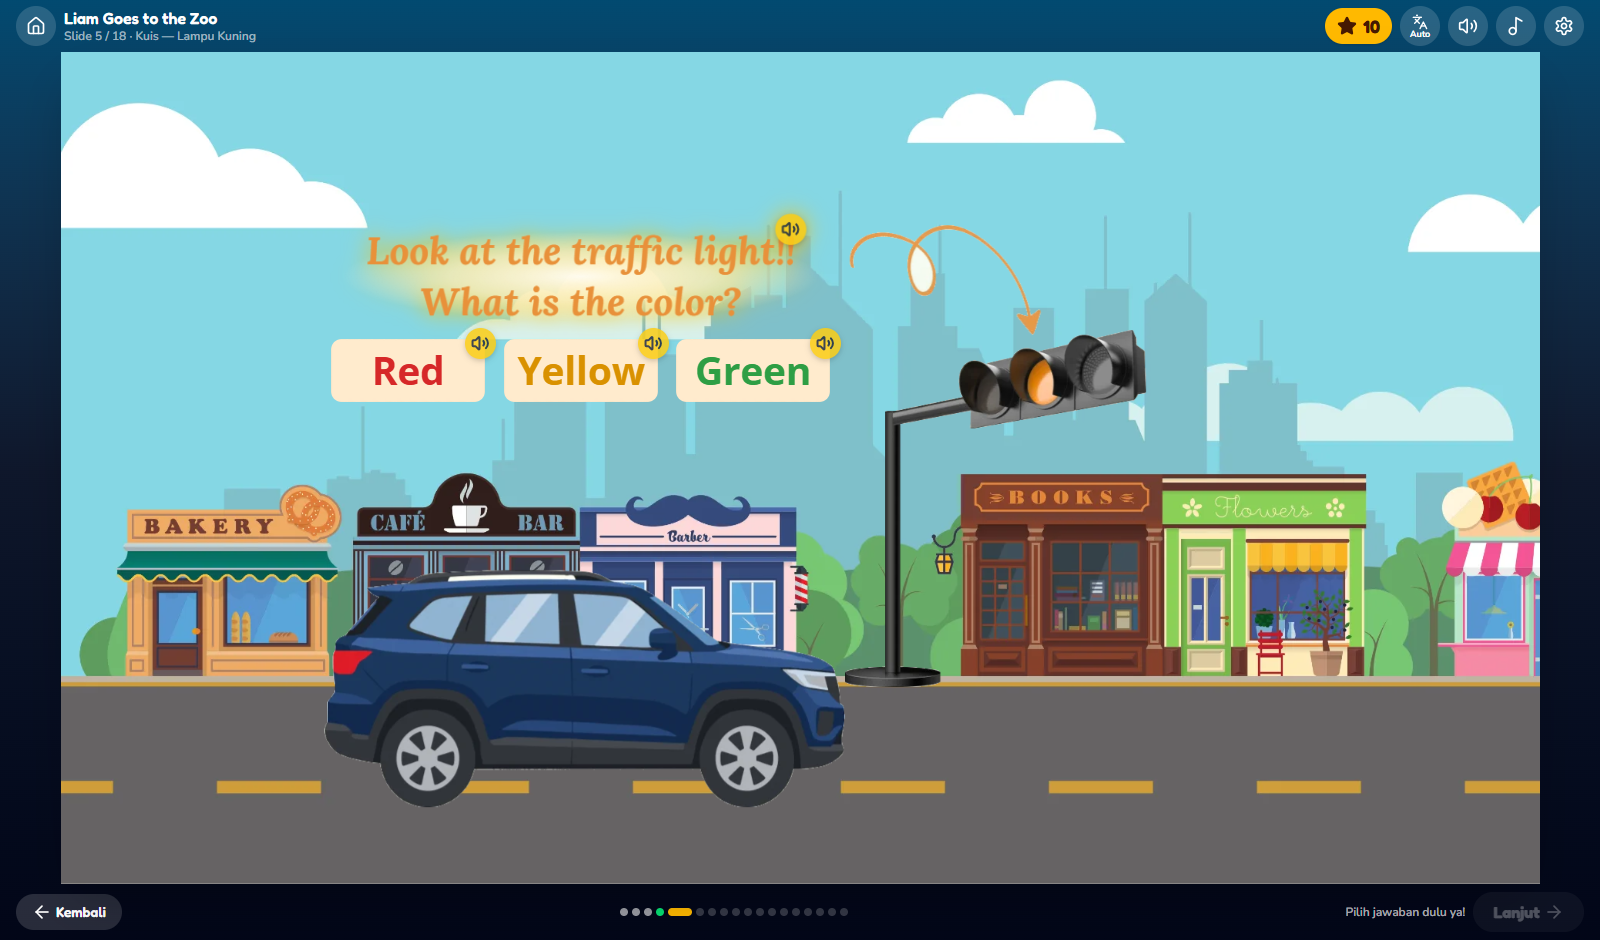 Liam Goes to the Zoo
Slide 5 / 18 · Kuis — Lampu Kuning
10
Auto
Look at the traffic light!!
What is the color?
Red
Yellow
Green
BAKERY
CAFÉ
BAR
Barber
BOOKS
Flowers
Kembali
Pilih jawaban dulu ya!
Lanjut